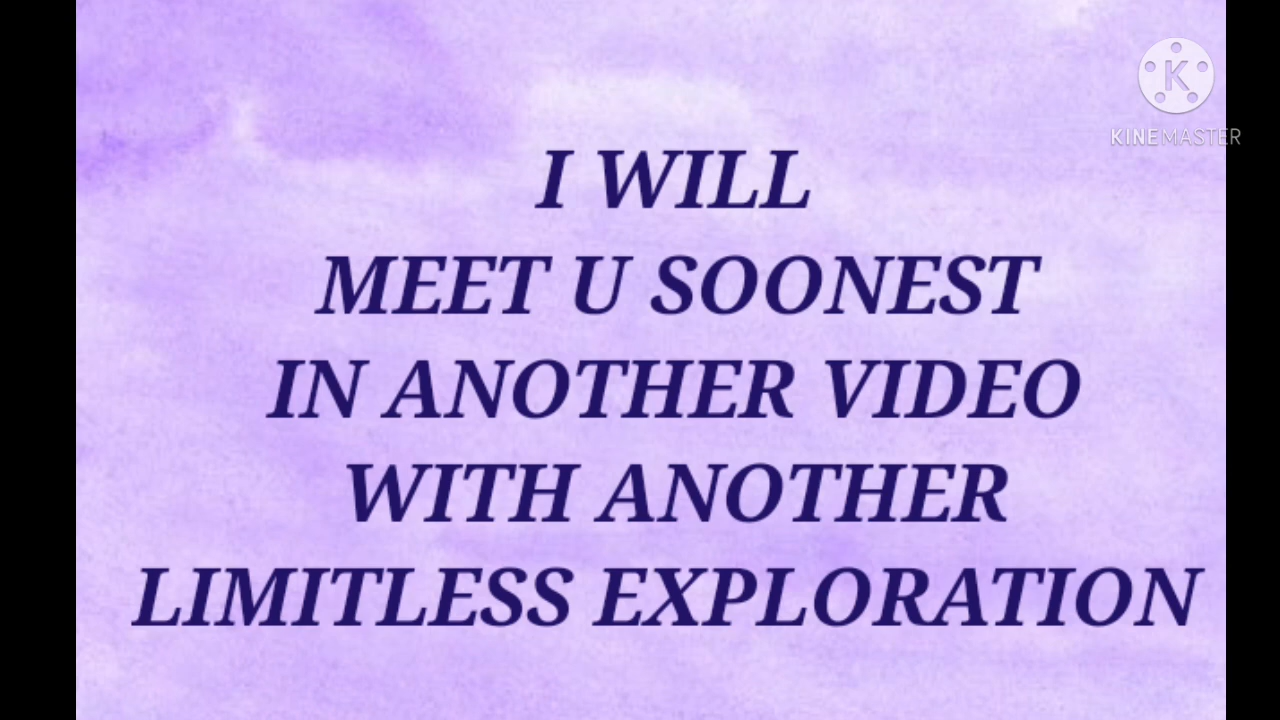 K
KINEMASTER
I WILL
MEET U SOONEST
IN ANOTHER VIDEO
WITH ANOTHER
LIMITLESS EXPLORATION